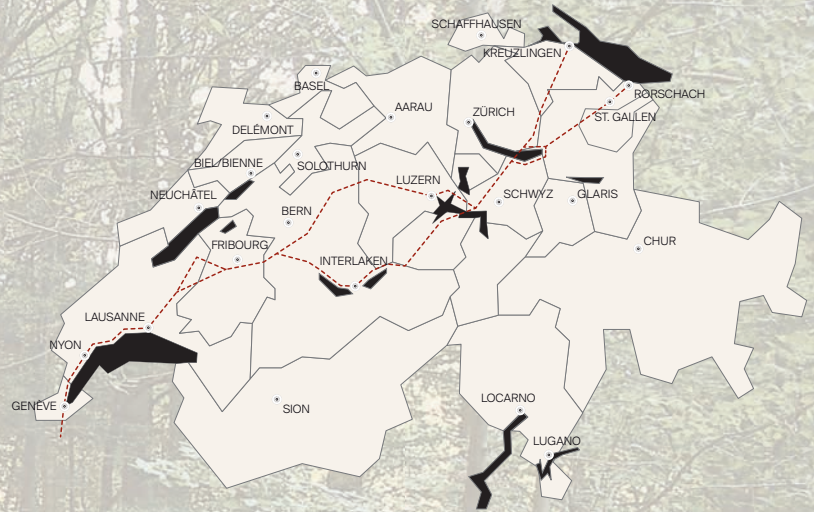 SCHAFFHAUSEN
KREUZLINGEN
BASEL
RORSCHACH
AARAU
ZÜRICH
ST. GALLEN
DELÉMONT
BIEL/BIENNE
SOLOTHURN
LUZERN
NEUCHÂTEL
SCHWYZ
GLARIS
BERN
FRIBOURG
CHUR
INTERLAKEN
LAUSANNE
NYON
GENÈVE
LOCARNO
SION
LUGANO